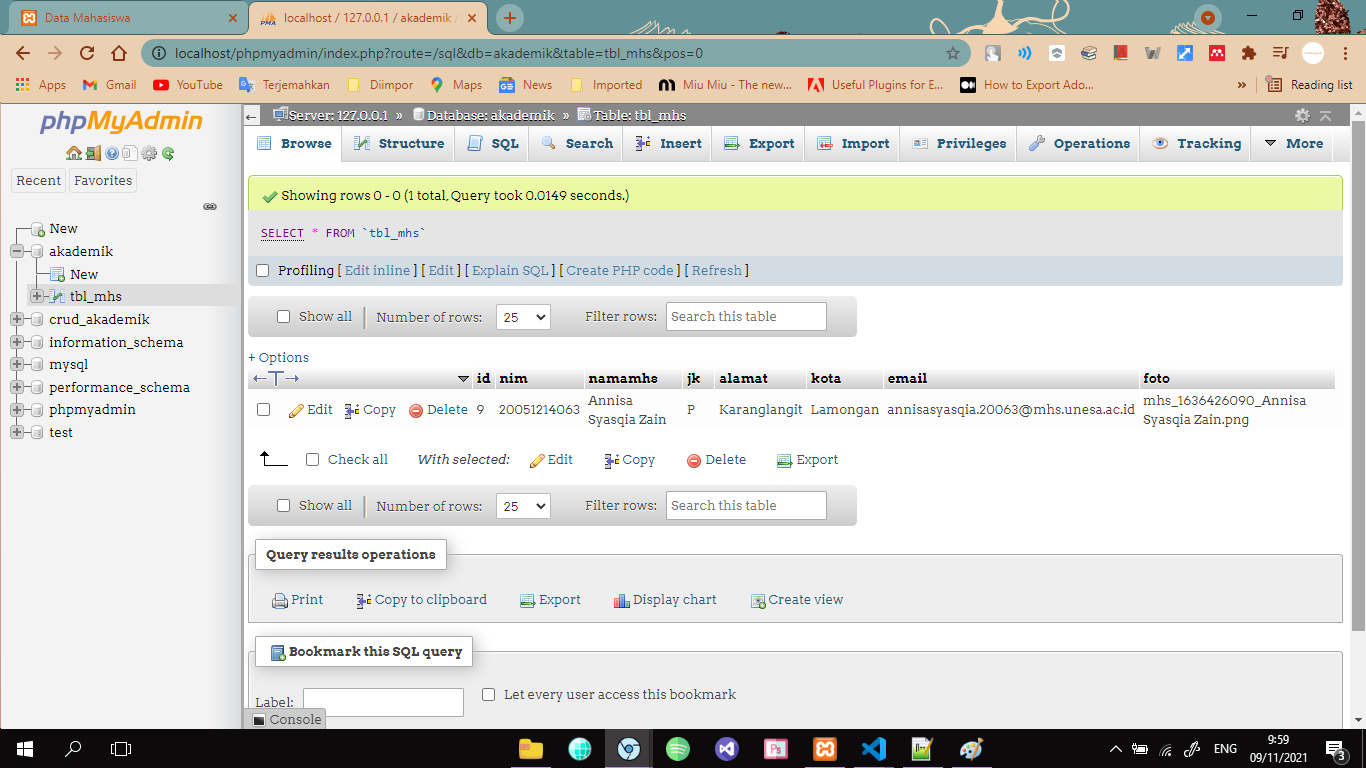 Data Mahasiswa
localhost / 127.0.0.1 / akademik
localhost/phpmyadmin/index.php?route=/sql&db=akademik&table=tbl_mhs&pos=0
Apps Gmail YouTube Terjemahkan Diimpor Maps News Imported Miu Miu - The new... Useful Plugins for E... How to Export Ado... » Reading list
phpMyAdmin
Recent Favorites
New
akademik
New
tbl_mhs
crud_akademik
information_schema
mysql
performance_schema
phpmyadmin
test
Server: 127.0.0.1 » Database: akademik » Table: tbl_mhs
Browse Structure SQL Search Insert Export Import Privileges Operations Tracking More
Showing rows 0 - 0 (1 total, Query took 0.0149 seconds.)
SELECT * FROM `tbl_mhs`
Profiling [ Edit inline ] [ Edit ] [ Explain SQL ] [ Create PHP code ] [ Refresh ]
Show all Number of rows: 25 Filter rows: Search this table
+ Options
id nim namamhs jk alamat kota email foto
Edit Copy Delete 9 20051214063 Annisa Syasqia Zain P Karanglangit Lamongan annisasyasqia.20063@mhs.unesa.ac.id mhs_1636426090_Annisa Syasqia Zain.png
Check all With selected: Edit Copy Delete Export
Show all Number of rows: 25 Filter rows: Search this table
Query results operations
Print Copy to clipboard Export Display chart Create view
Bookmark this SQL query
Label: Let every user access this bookmark
Console
ENG 9:59
09/11/2021 3